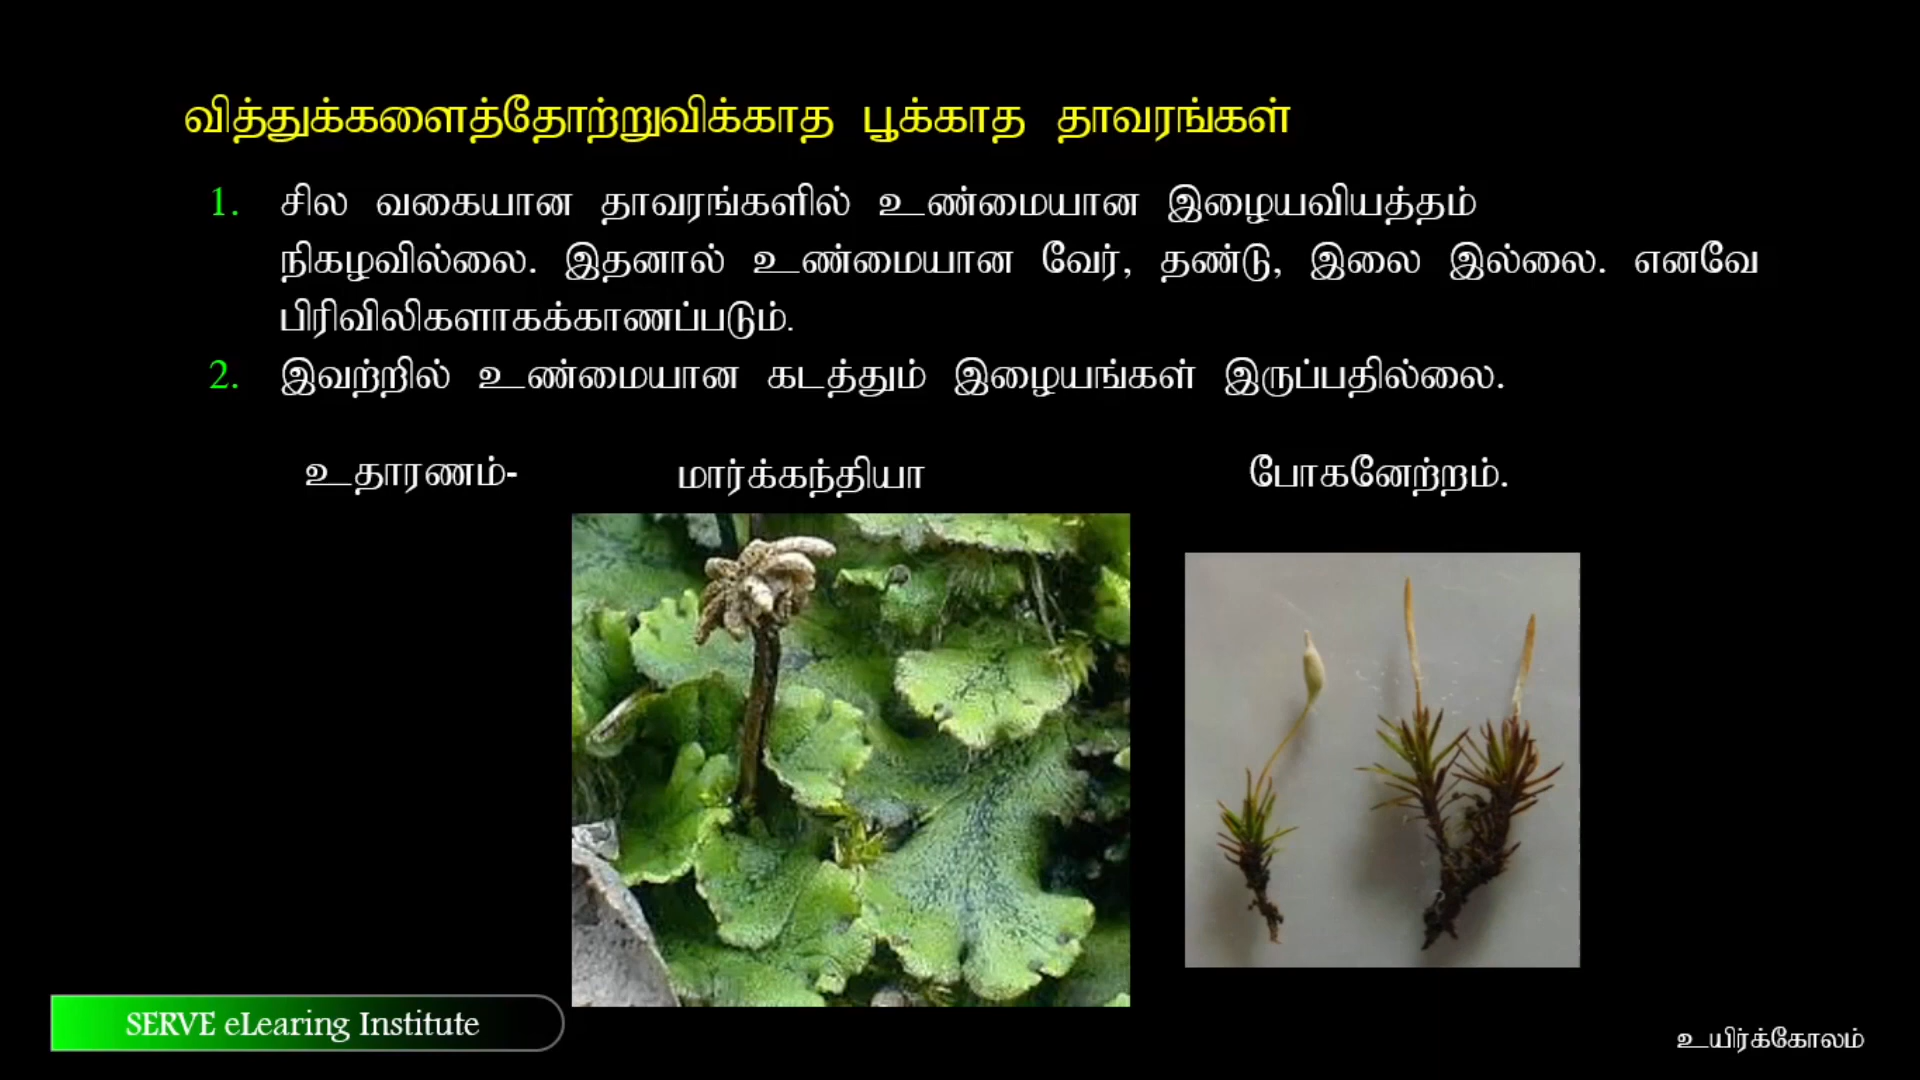 வித்துக்களைத்தோற்றுவிக்காத பூக்காத தாவரங்கள்
1. சில வகையான தாவரங்களில் உண்மையான இழையவியத்தம்
நிகழவில்லை. இதனால் உண்மையான வேர், தண்டு, இலை இல்லை. எனவே
பிரிவிலிகளாகக்காணப்படும்.
2. இவற்றில் உண்மையான கடத்தும் இழையங்கள் இருப்பதில்லை.
உதாரணம்- மார்க்கந்தியா போகனேற்றம்.
SERVE eLearing Institute
உயிர்க்கோலம்